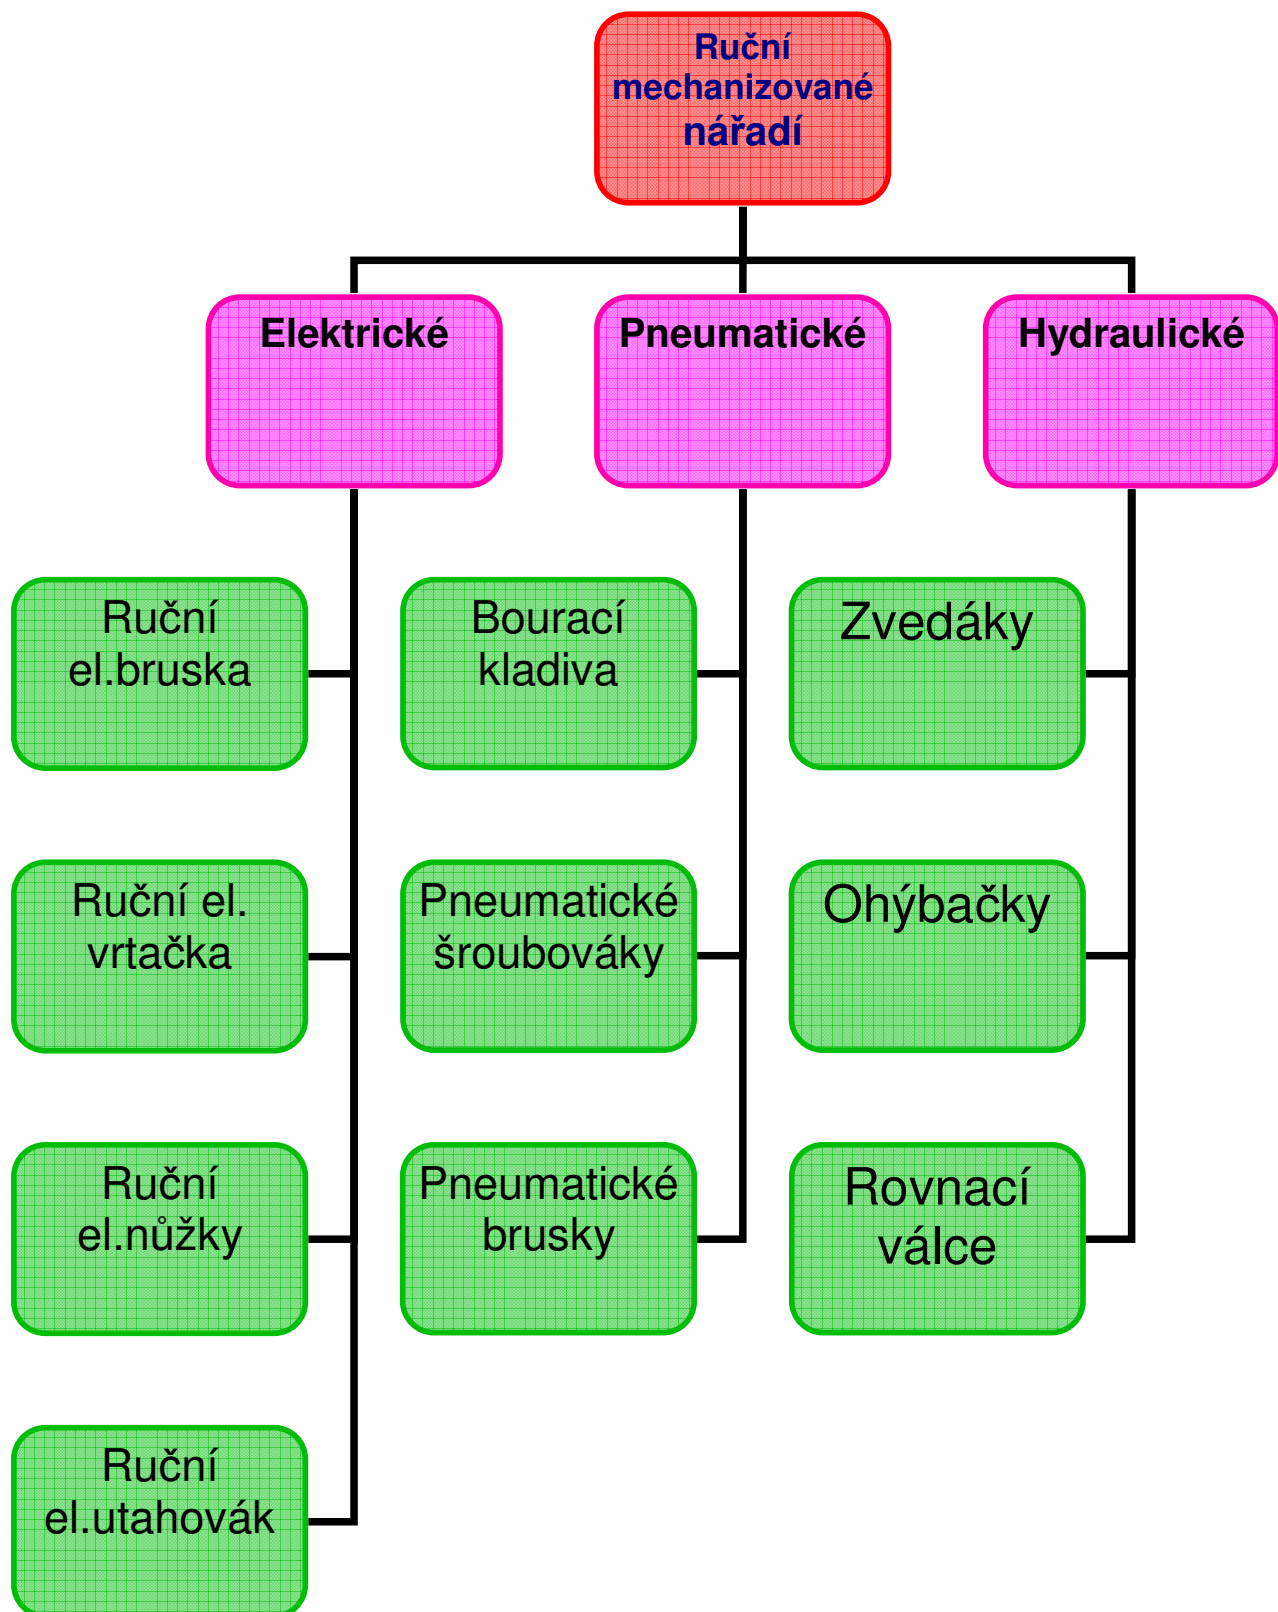 Ruční
mechanizované
nářadí
Elektrické
Pneumatické
Hydraulické
Ruční
el.bruska
Bourací
kladiva
Zvedáky
Ruční el.
vrtačka
Pneumatické
šroubováky
Ohýbačky
Ruční
el.nůžky
Pneumatické
brusky
Rovnací
válce
Ruční
el.utahovák